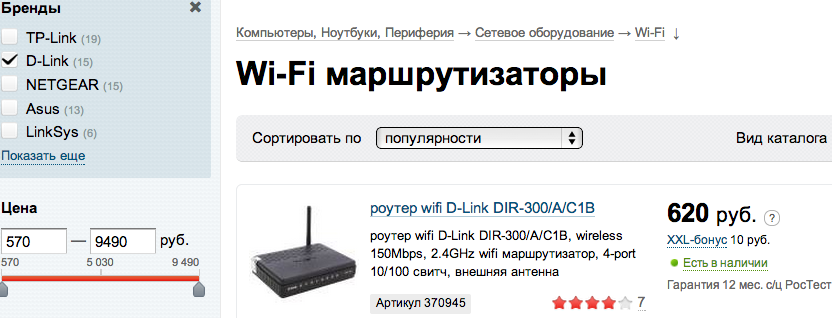 Бренды
TP-Link (19)
D-Link (15)
NETGEAR (15)
Asus (13)
LinkSys (6)
Показать еще
Цена
570 — 9490 руб.
570 5 030 9 490
Компьютеры, Ноутбуки, Периферия → Сетевое оборудование → Wi-Fi ↓
Wi-Fi маршрутизаторы
Сортировать по популярности Вид каталога
роутер wifi D-Link DIR-300/A/C1B
роутер wifi D-Link DIR-300/A/C1B, wireless
150Mbps, 2.4GHz wifi маршрутизатор, 4-port
10/100 свитч, внешняя антенна
Артикул 370945 7
620 руб. ?
XXL-бонус 10 руб.
Есть в наличии
Гарантия 12 мес. с/ц РосТест